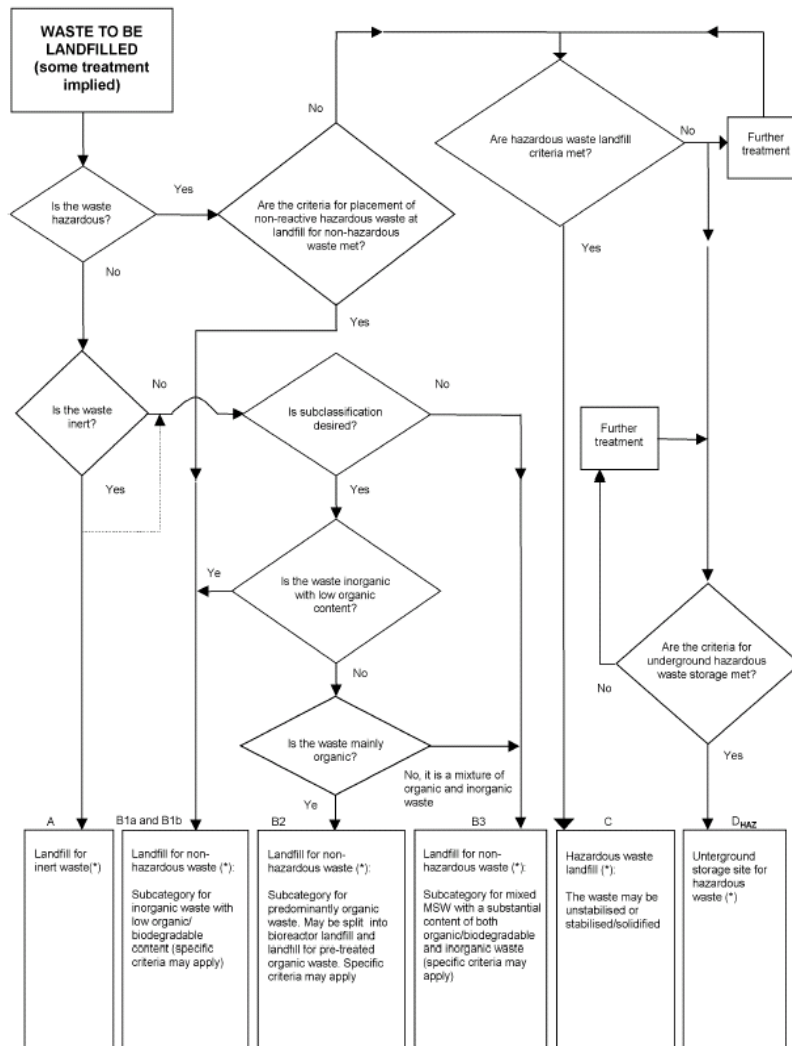 WASTE TO BE
LANDFILLED
(some treatment
implied)
No
Are hazardous waste landfill
criteria met?
No
Further
treatment
Is the waste
hazardous?
Yes
Are the criteria for placement of
non-reactive hazardous waste at
landfill for non-hazardous
waste met?
No
Yes
Yes
Is the waste
inert?
No
Is subclassification
desired?
No
Further
treatment
Yes
Yes
Ye
Is the waste inorganic
with low organic
content?
Are the criteria for
underground hazardous
waste storage met?
No
No
Is the waste mainly
organic?
No, it is a mixture of
organic and inorganic
waste
Yes
Ye
A
B1a and B1b
B2
B3
C
DHAZ
Landfill for
inert waste(*)
Landfill for non-
hazardous waste (*):
Subcategory for
inorganic waste with
low organic/
biodegradable
content (specific
criteria may apply)
Landfill for non-
hazardous waste (*):
Subcategory for
predominantly organic
waste. May be split into
bioreactor landfill and
landfill for pre-treated
organic waste. Specific
criteria may apply
Landfill for non-
hazardous waste (*):
Subcategory for mixed
MSW with a substantial
content of both
organic/biodegradable
and inorganic waste
(specific criteria may
apply)
Hazardous waste
landfill (*):
The waste may be
unstabilised or
stabilised/solidified
Unterground
storage site for
hazardous
waste (*)